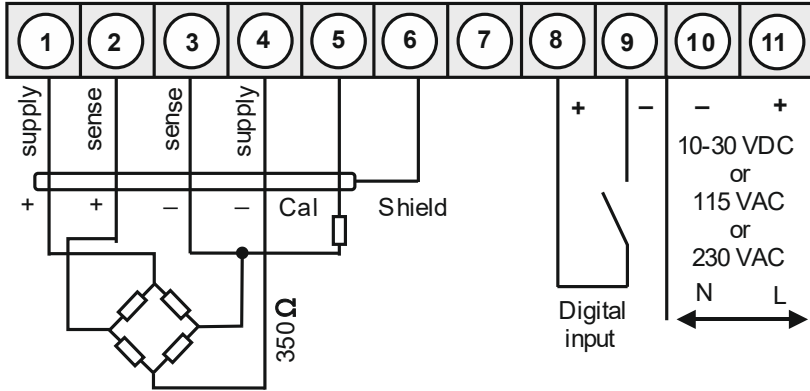 1 2 3 4 5 6 7 8 9 10 11
supply
sense
sense
supply
+ + – – Cal Shield
350 Ω
+ – – +
Digital
input
10-30 VDC
or
115 VAC
or
230 VAC
N L